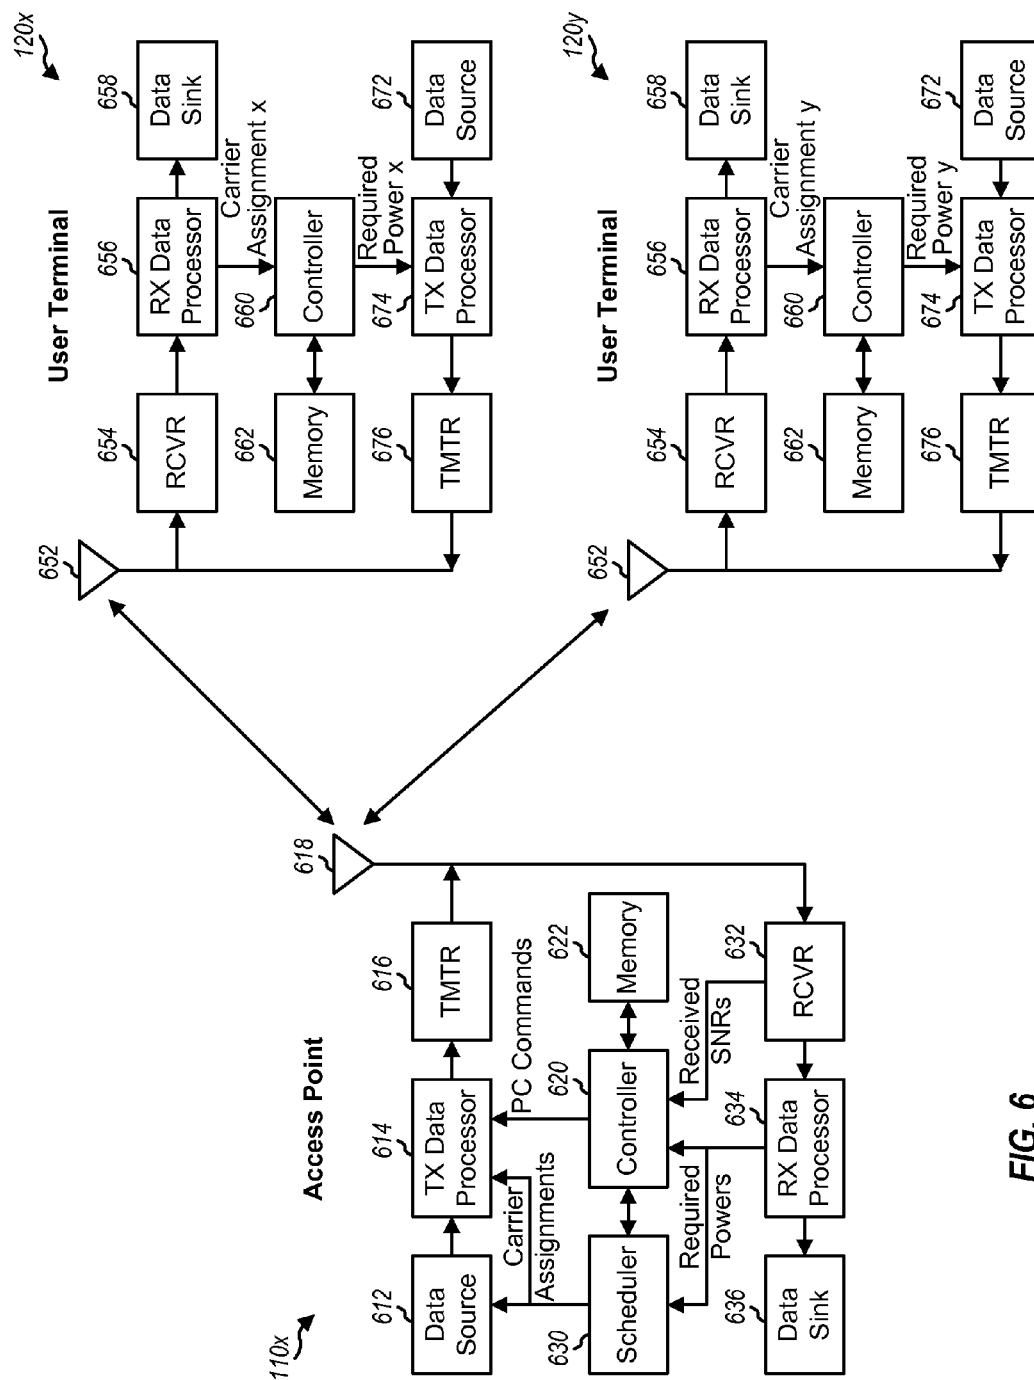 110x
Access Point
612
Data
Source
614
TX Data
Processor
616
TMTR
618
Carrier
Assignments
PC Commands
630
Scheduler
620
Controller
622
Memory
Required
Powers
Received
SNRs
636
Data
Sink
634
RX Data
Processor
632
RCVR
120x
User Terminal
652
654
RCVR
656
RX Data
Processor
658
Data
Sink
Carrier
Assignment x
662
Memory
660
Controller
Required
Power x
676
TMTR
674
TX Data
Processor
672
Data
Source
120y
User Terminal
652
654
RCVR
656
RX Data
Processor
658
Data
Sink
Carrier
Assignment y
662
Memory
660
Controller
Required
Power y
676
TMTR
674
TX Data
Processor
672
Data
Source
FIG. 6